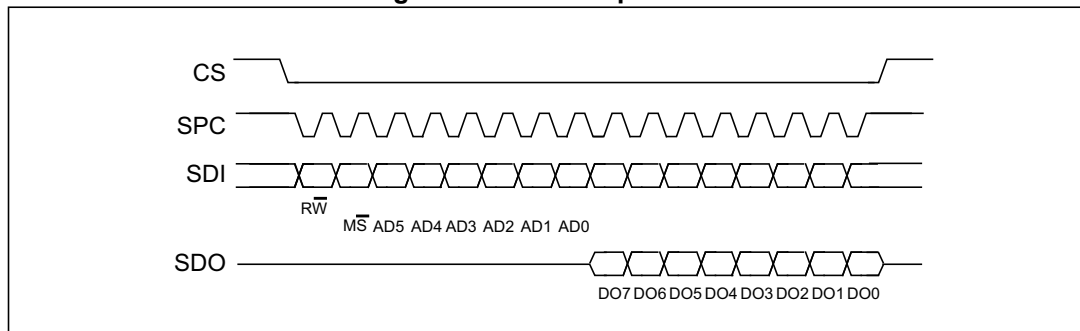 CS
SPC
SDI
RW̅
MS̅ AD5 AD4 AD3 AD2 AD1 AD0
SDO
DO7 DO6 DO5 DO4 DO3 DO2 DO1 DO0